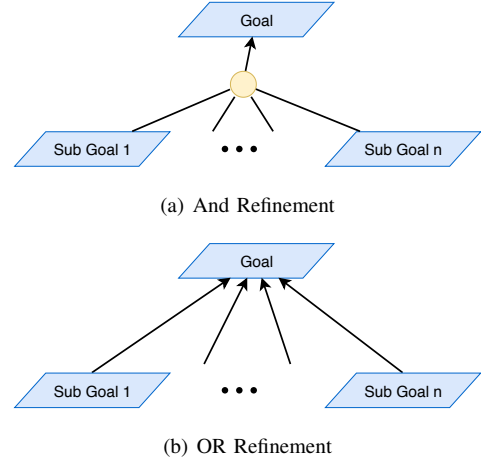 Goal
Sub Goal 1
Sub Goal n
(a) And Refinement
Goal
Sub Goal 1
Sub Goal n
(b) OR Refinement